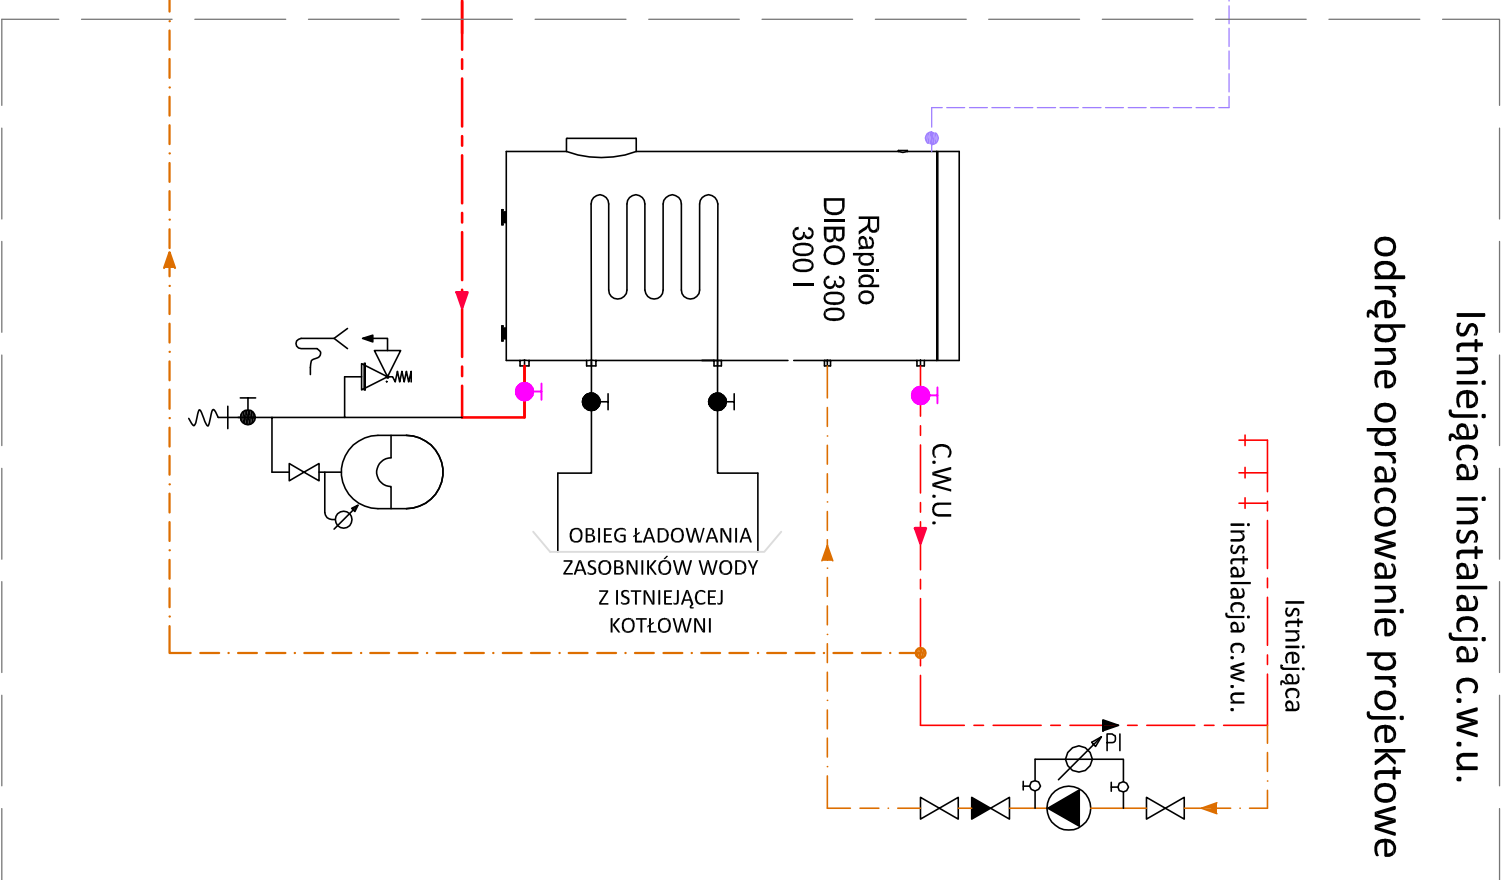 Istniejąca instalacja c.w.u.
odrębne opracowanie projektowe
Rapido
DIBO 300
300 l
C.W.U.
Istniejąca
instalacja c.w.u.
OBIEG ŁADOWANIA
ZASOBNIKÓW WODY
Z ISTNIEJĄCEJ
KOTŁOWNI
PI